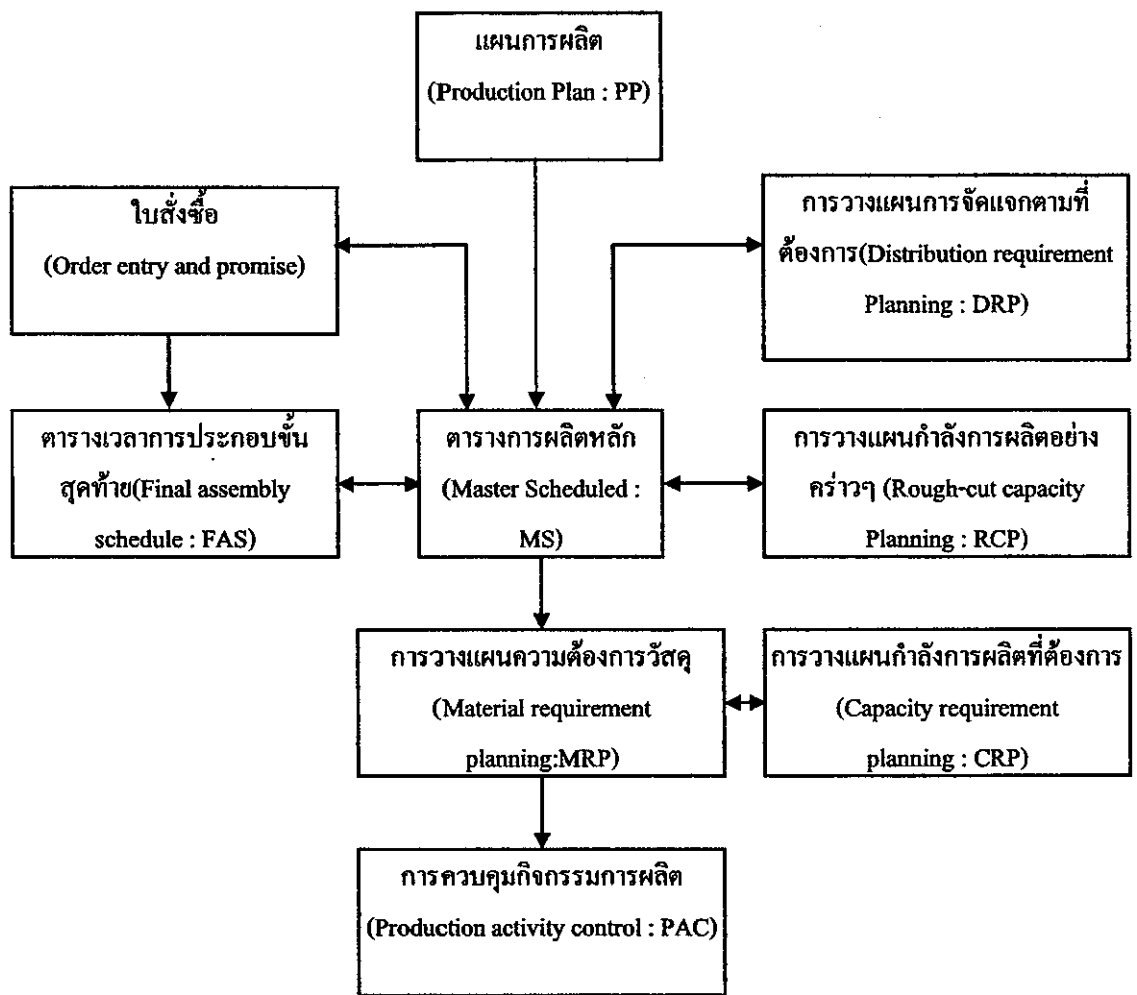 แผนการผลิต
(Production Plan : PP)
ใบสั่งซื้อ
(Order entry and promise)
การวางแผนการจัดแจกตามที่
ต้องการ(Distribution requirement
Planning : DRP)
ตารางเวลาการประกอบขั้น
สุดท้าย(Final assembly
schedule : FAS)
ตารางการผลิตหลัก
(Master Scheduled :
MS)
การวางแผนกำลังการผลิตอย่าง
คร่าวๆ (Rough-cut capacity
Planning : RCP)
การวางแผนความต้องการวัสดุ
(Material requirement
planning:MRP)
การวางแผนกำลังการผลิตที่ต้องการ
(Capacity requirement
planning : CRP)
การควบคุมกิจกรรมการผลิต
(Production activity control : PAC)